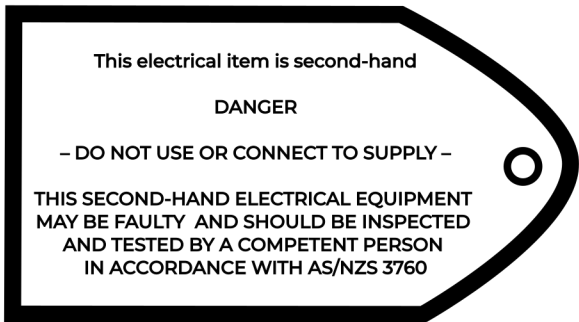 This electrical item is second-hand
DANGER
– DO NOT USE OR CONNECT TO SUPPLY –
THIS SECOND-HAND ELECTRICAL EQUIPMENT
MAY BE FAULTY AND SHOULD BE INSPECTED
AND TESTED BY A COMPETENT PERSON
IN ACCORDANCE WITH AS/NZS 3760